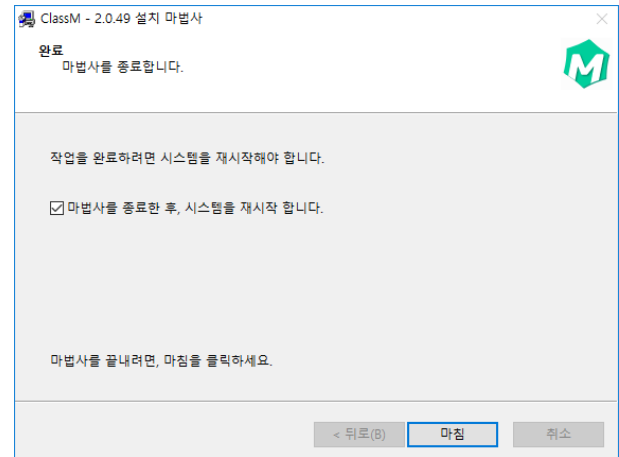 ClassM - 2.0.49 설치 마법사
완료
마법사를 종료합니다.
작업을 완료하려면 시스템을 재시작해야 합니다.
마법사를 종료한 후, 시스템을 재시작 합니다.
마법사를 끝내려면, 마침을 클릭하세요.
< 뒤로(B) 마침 취소